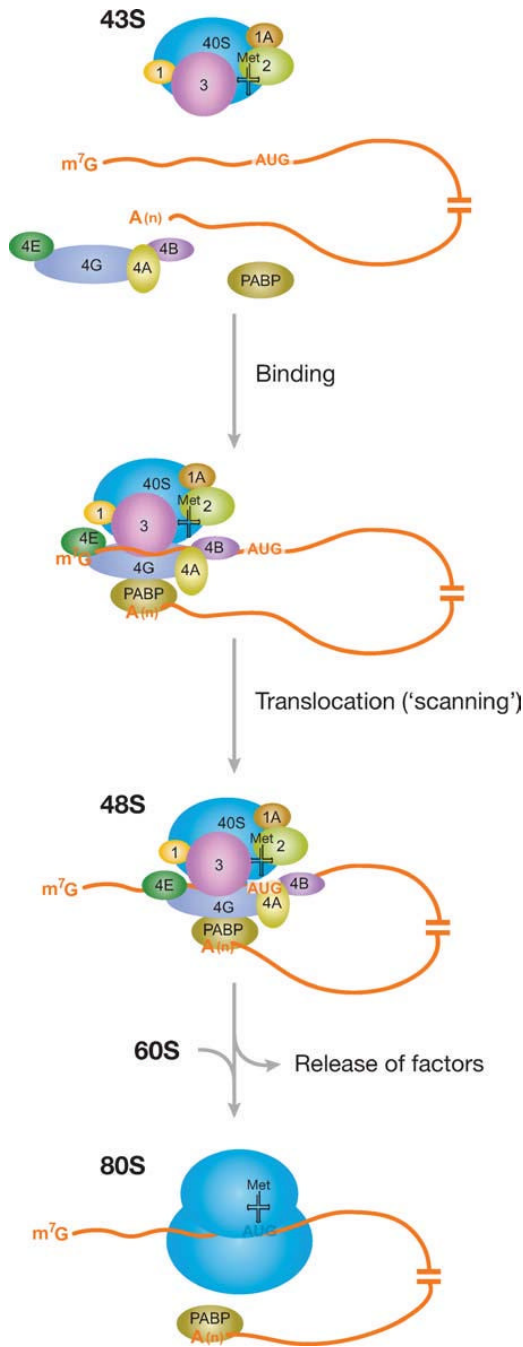 43S
40S
1A
Met
2
1
3
m⁷G
AUG
A(n)
4E
4G
4A
4B
PABP
Binding
40S
1A
Met
2
1
3
4E
m⁷G
4G
4A
4B
AUG
PABP
A(n)
Translocation (‘scanning’)
48S
40S
1A
Met
2
1
3
m⁷G
4E
AUG
4B
4G
4A
PABP
A(n)
60S
Release of factors
80S
Met
m⁷G
AUG
PABP
A(n)